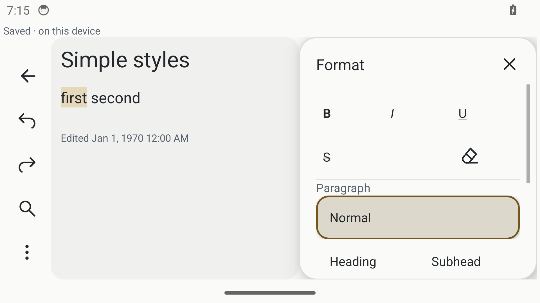 7:15
Saved · on this device
Simple styles
first second
Edited Jan 1, 1970 12:00 AM
Format
B
I
U
S
Paragraph
Normal
Heading
Subhead